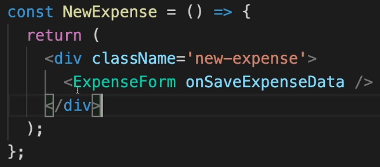 const NewExpense = () => {
  return (
    <div className='new-expense'>
      <ExpenseForm onSaveExpenseData />
    </div>
  );
};